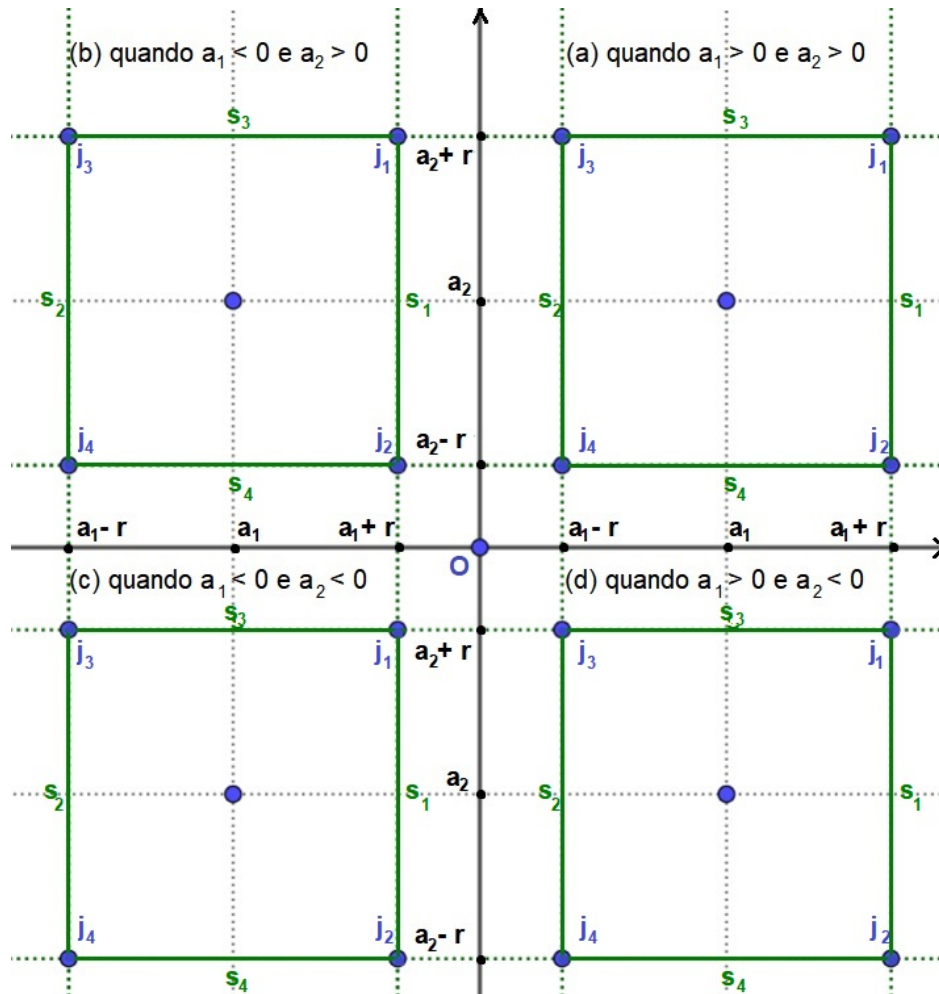 (b) quando a₁ < 0 e a₂ > 0
(a) quando a₁ > 0 e a₂ > 0
s₃
s₃
j₃
j₁
a₂+ r
j₃
j₁
s₂
s₁
a₂
s₂
s₁
j₄
j₂
a₂- r
j₄
j₂
s₄
s₄
a₁- r
a₁
a₁+ r
a₁- r
a₁
a₁+ r
O
(c) quando a₁ < 0 e a₂ < 0
(d) quando a₁ > 0 e a₂ < 0
s₃
s₃
j₃
j₁
a₂+ r
j₃
j₁
s₂
s₁
a₂
s₂
s₁
j₄
j₂
a₂- r
j₄
j₂
s₄
s₄